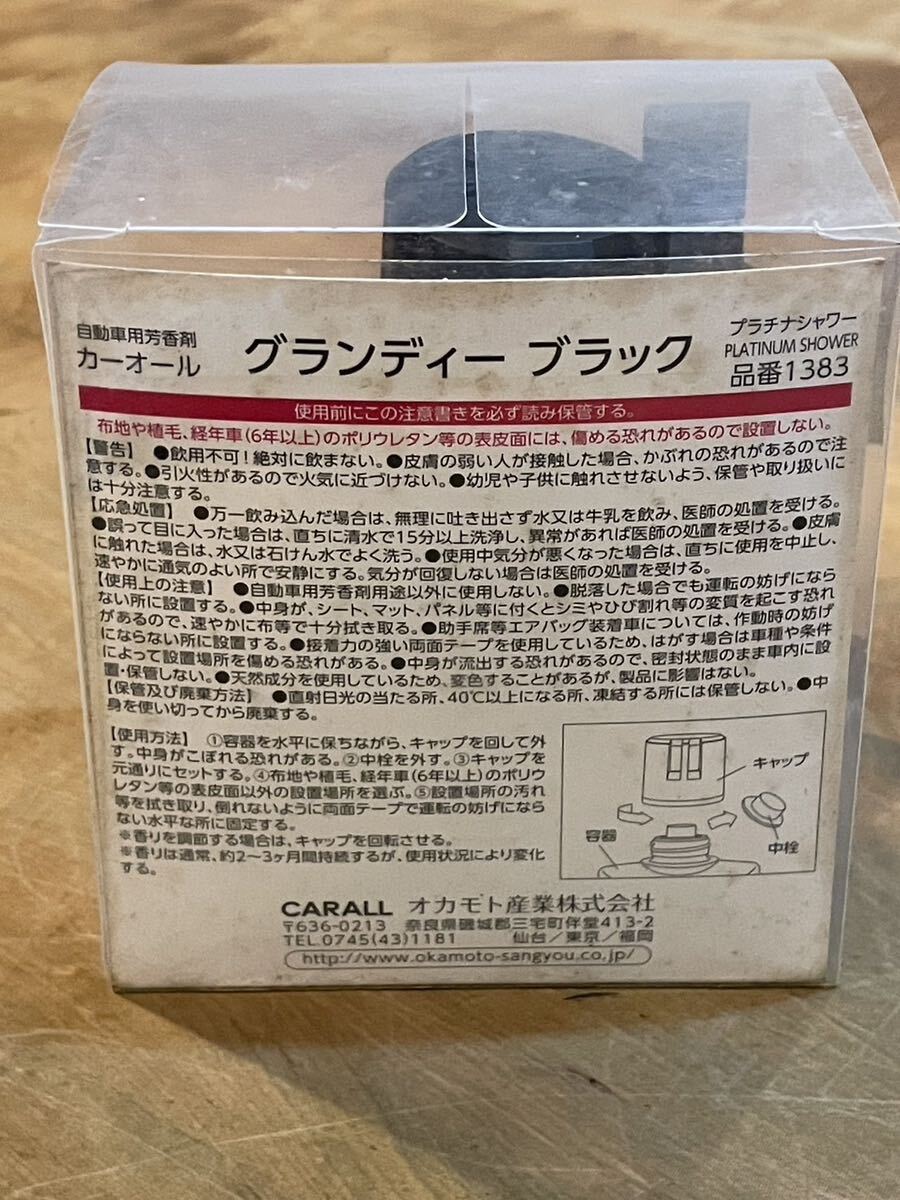 自動車用芳香剤
カーオール
グランディー ブラック
プラチナシャワー
PLATINUM SHOWER
品番1383
使用前にこの注意書きを必ず読み保管する。
布地や植毛、経年車(6年以上)のポリウレタン等の表皮面には、傷める恐れがあるので設置しない。
【警告】 ●飲用不可！絶対に飲まない。●皮膚の弱い人が接触した場合、かぶれの恐れがあるので注
意する。●引火性があるので火気に近づけない。●幼児や子供に触れさせないよう、保管や取り扱いに
は十分注意する。
【応急処置】 ●万一飲み込んだ場合は、無理に吐き出さず水又は牛乳を飲み、医師の処置を受ける。
●誤って目に入った場合は、直ちに清水で15分以上洗浄し、異常があれば医師の処置を受ける。●皮膚
に触れた場合は、水又は石けん水でよく洗う。●使用中気分が悪くなった場合は、直ちに使用を中止し、
速やかに通気のよい所で安静にする。気分が回復しない場合は医師の処置を受ける。
【使用上の注意】 ●自動車用芳香剤用途以外に使用しない。●脱落した場合でも運転の妨げになら
ない所に設置する。●中身が、シート、マット、パネル等に付くとシミやひび割れ等の変質を起こす恐れ
があるので、速やかに布等で十分拭き取る。●助手席等エアバッグ装着車については、作動時の妨げ
にならない所に設置する。●接着力の強い両面テープを使用しているため、はがす場合は車種や条件
によって設置場所を傷める恐れがある。●中身が流出する恐れがあるので、密封状態のまま車内に設
置・保管しない。●天然成分を使用しているため、変色することがあるが、製品に影響はない。
【保管及び廃棄方法】 ●直射日光の当たる所、40℃以上になる所、凍結する所には保管しない。●中
身を使い切ってから廃棄する。
【使用方法】 ①容器を水平に保ちながら、キャップを回して外
す。中身がこぼれる恐れがある。②中栓を外す。③キャップを
元通りにセットする。④布地や植毛、経年車(6年以上)のポリウ
レタン等の表皮面以外の設置場所を選ぶ。⑤設置場所の汚れ
等を拭き取り、倒れないように両面テープで運転の妨げになら
ない水平な所に固定する。
※香りを調節する場合は、キャップを回転させる。
※香りは通常、約2〜3ヶ月間持続するが、使用状況により変化
する。
キャップ
容器
中栓
CARALL オカモト産業株式会社
〒636-0213 奈良県磯城郡三宅町伴堂413-2
TEL.0745(43)1181 仙台／東京／福岡
http://www.okamoto-sangyou.co.jp/